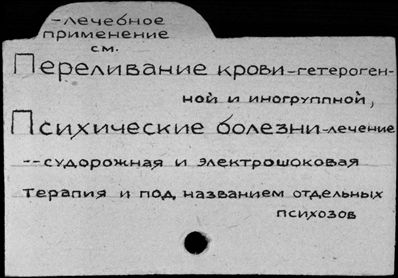 -лечебное
применение
см.
Переливание крови-гетероген-
ной и иногруппной,
Психические болезни-лечение
--судорожная и электрошоковая
терапия и под названием отдельных
психозов